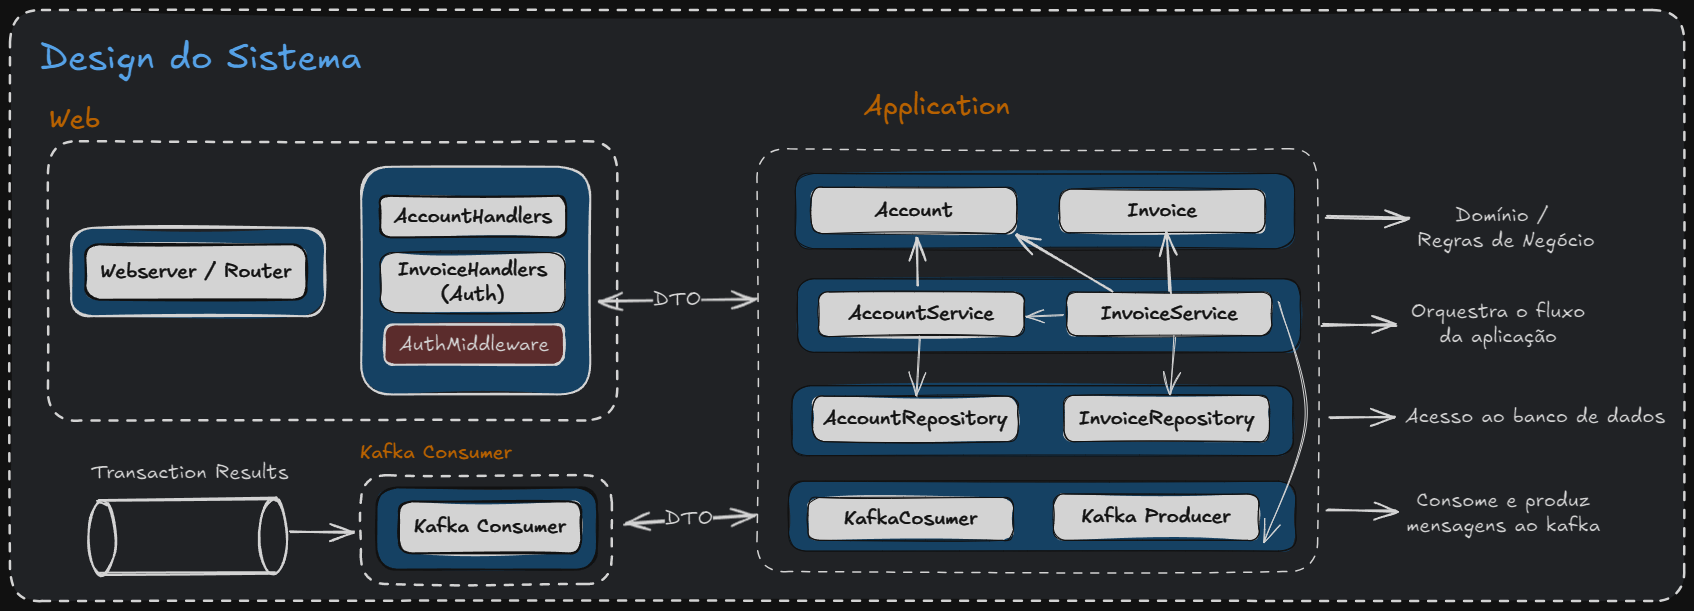 Design do Sistema
Web
Application
Webserver / Router
AccountHandlers
InvoiceHandlers
(Auth)
AuthMiddleware
DTO
Account
Invoice
Domínio /
Regras de Negócio
AccountService
InvoiceService
Orquestra o fluxo
da aplicação
AccountRepository
InvoiceRepository
Acesso ao banco de dados
Transaction Results
Kafka Consumer
Kafka Consumer
DTO
KafkaCosumer
Kafka Producer
Consome e produz
mensagens ao kafka